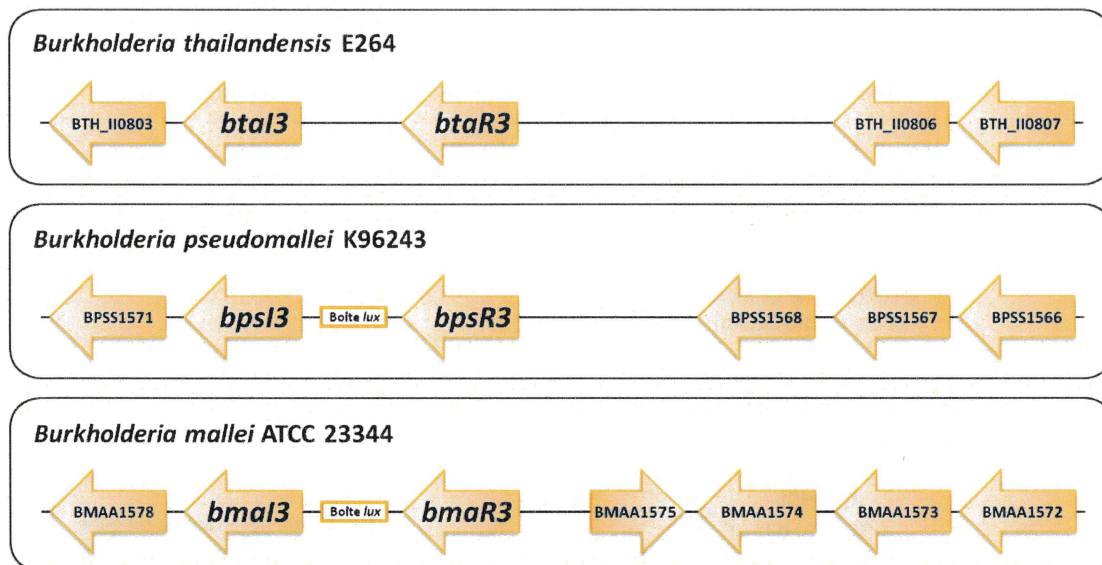 Burkholderia thailandensis E264
BTH_II0803 btaI3 btaR3 BTH_II0806 BTH_II0807
Burkholderia pseudomallei K96243
BPSS1571 bpsI3 Boîte lux bpsR3 BPSS1568 BPSS1567 BPSS1566
Burkholderia mallei ATCC 23344
BMAA1578 bmaI3 Boîte lux bmaR3 BMAA1575 BMAA1574 BMAA1573 BMAA1572